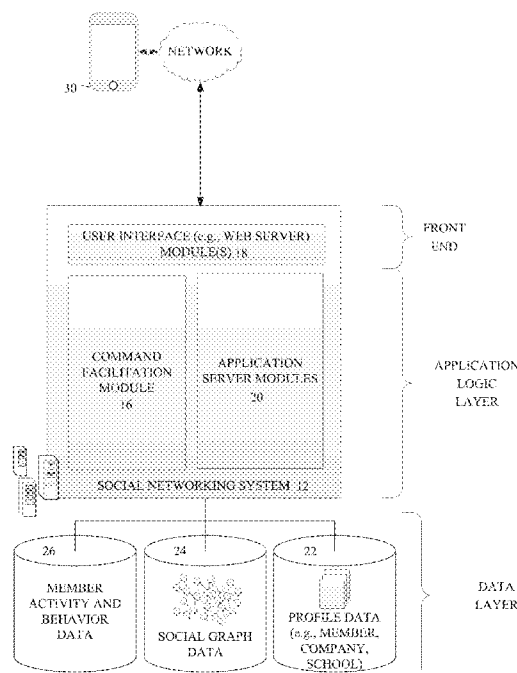 NETWORK
30
USER INTERFACE (e.g., WEB SERVER)
MODULE(S) 18
FRONT
END
COMMAND
FACILITATION
MODULE
16
APPLICATION
SERVER MODULES
20
APPLICATION
LOGIC
LAYER
SOCIAL NETWORKING SYSTEM 12
26
MEMBER
ACTIVITY AND
BEHAVIOR
DATA
24
SOCIAL GRAPH
DATA
22
PROFILE DATA
(e.g., MEMBER,
COMPANY,
SCHOOL)
DATA
LAYER